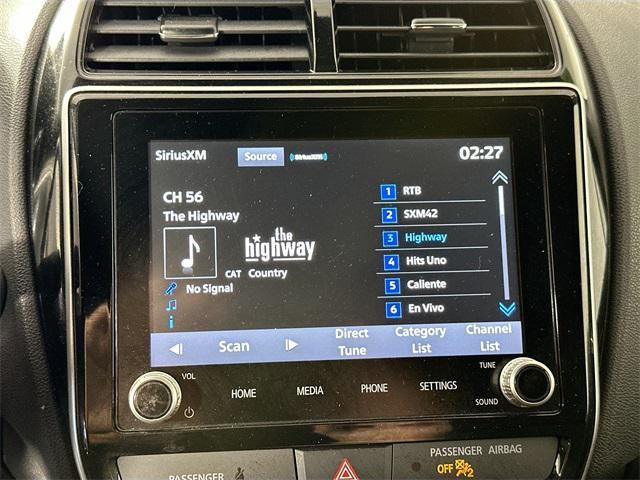 SiriusXM Source SiriusXM 02:27
CH 56
The Highway
the
highway
CAT Country
No Signal
1 RTB
2 SXM42
3 Highway
4 Hits Uno
5 Caliente
6 En Vivo
Scan
Direct
Tune
Category
List
Channel
List
VOL
HOME
MEDIA
PHONE
SETTINGS
TUNE
SOUND
PASSENGER
PASSENGER AIRBAG
OFF 2